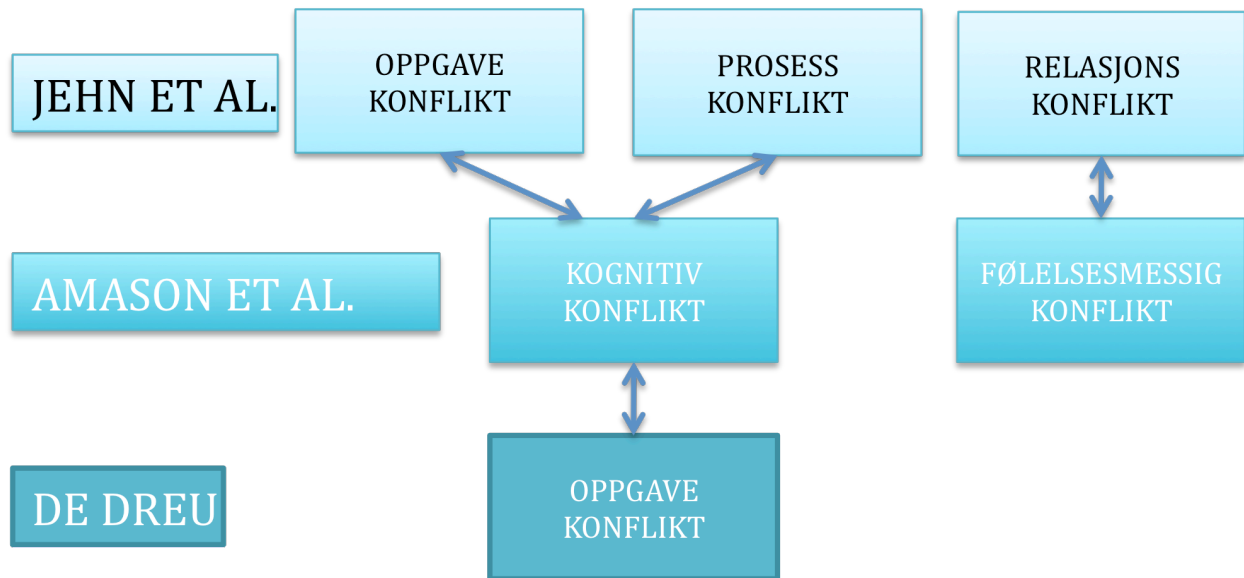 JEHN ET AL.
OPPGAVE
KONFLIKT
PROSESS
KONFLIKT
RELASJONS
KONFLIKT
AMASON ET AL.
KOGNITIV
KONFLIKT
FØLELSESMESSIG
KONFLIKT
DE DREU
OPPGAVE
KONFLIKT